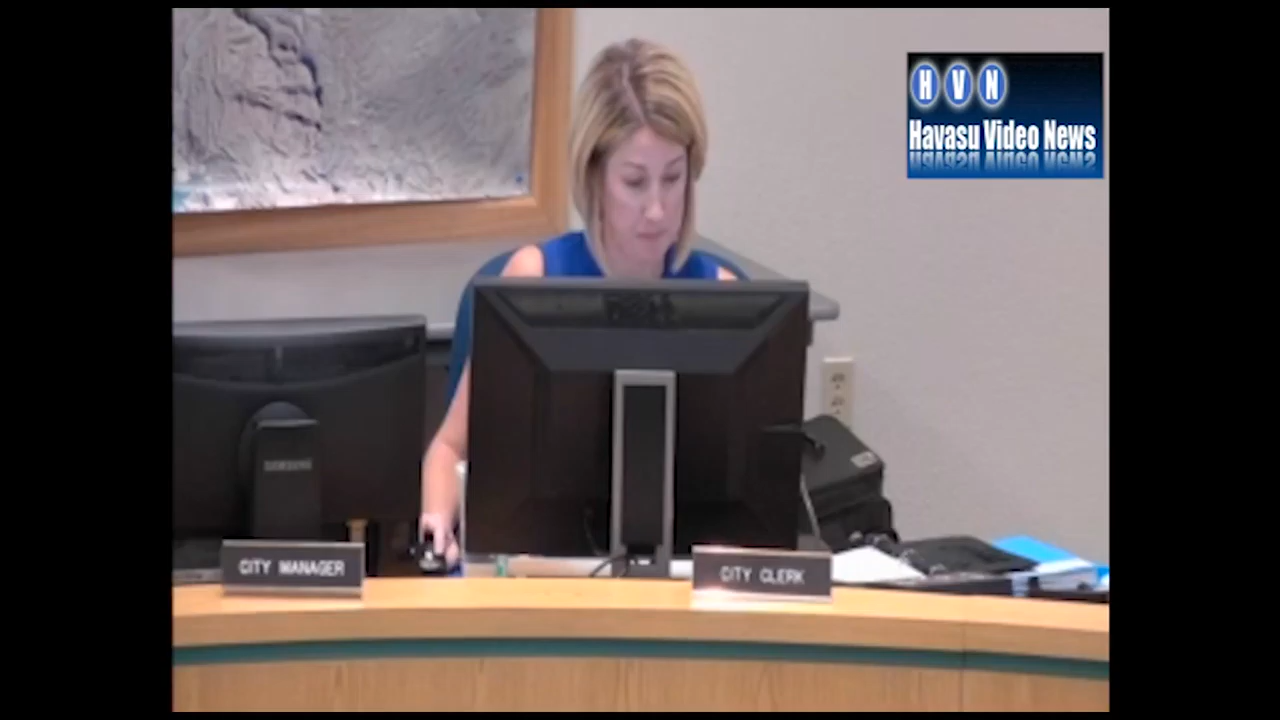 H V N
Havasu Video News
SAMSUNG
CITY MANAGER
CITY CLERK